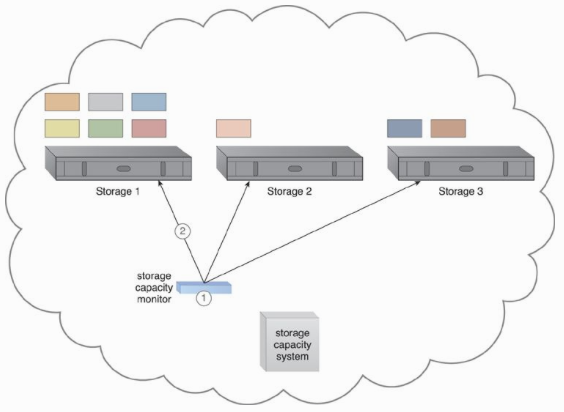 Storage 1
Storage 2
Storage 3
2
storage
capacity
monitor
1
storage
capacity
system